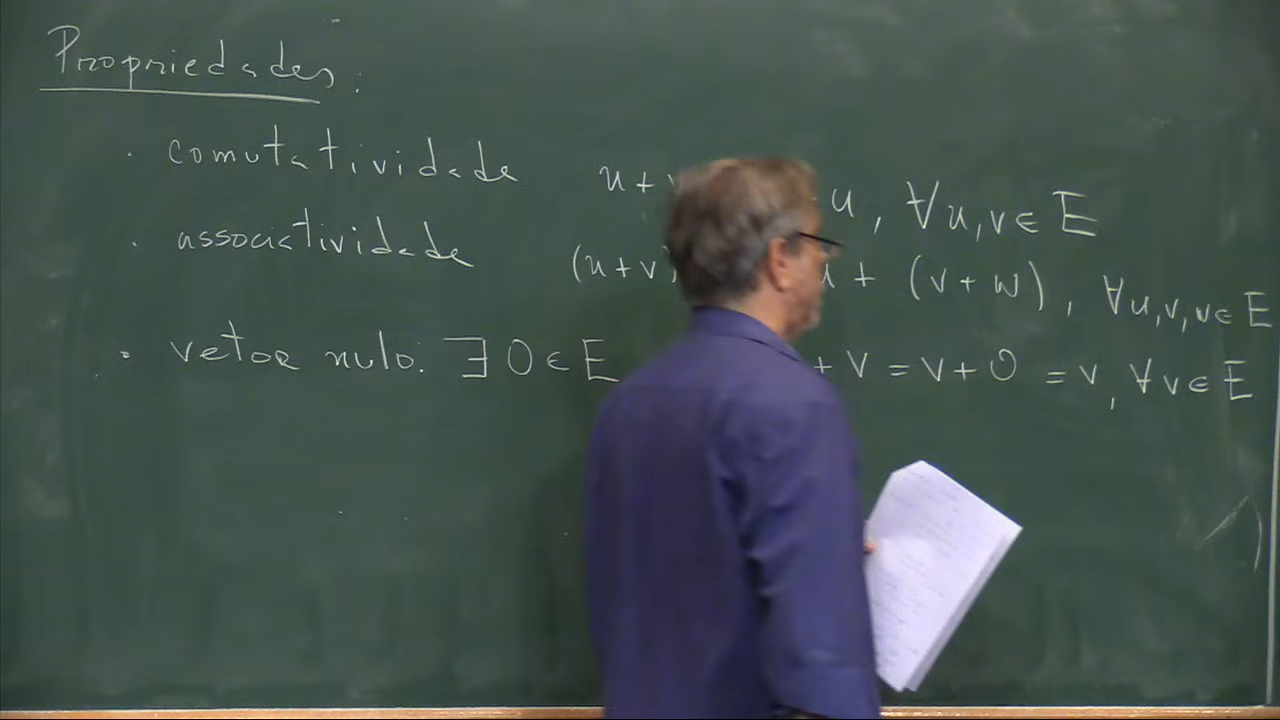 Propriedades:
· comutatividade u+v u, ∀u,v∈E
· associatividade (u+v) u + (v+w), ∀u,v,v∈E
· vetor nulo: ∃ 0∈E + v = v+0 = v, ∀v∈E